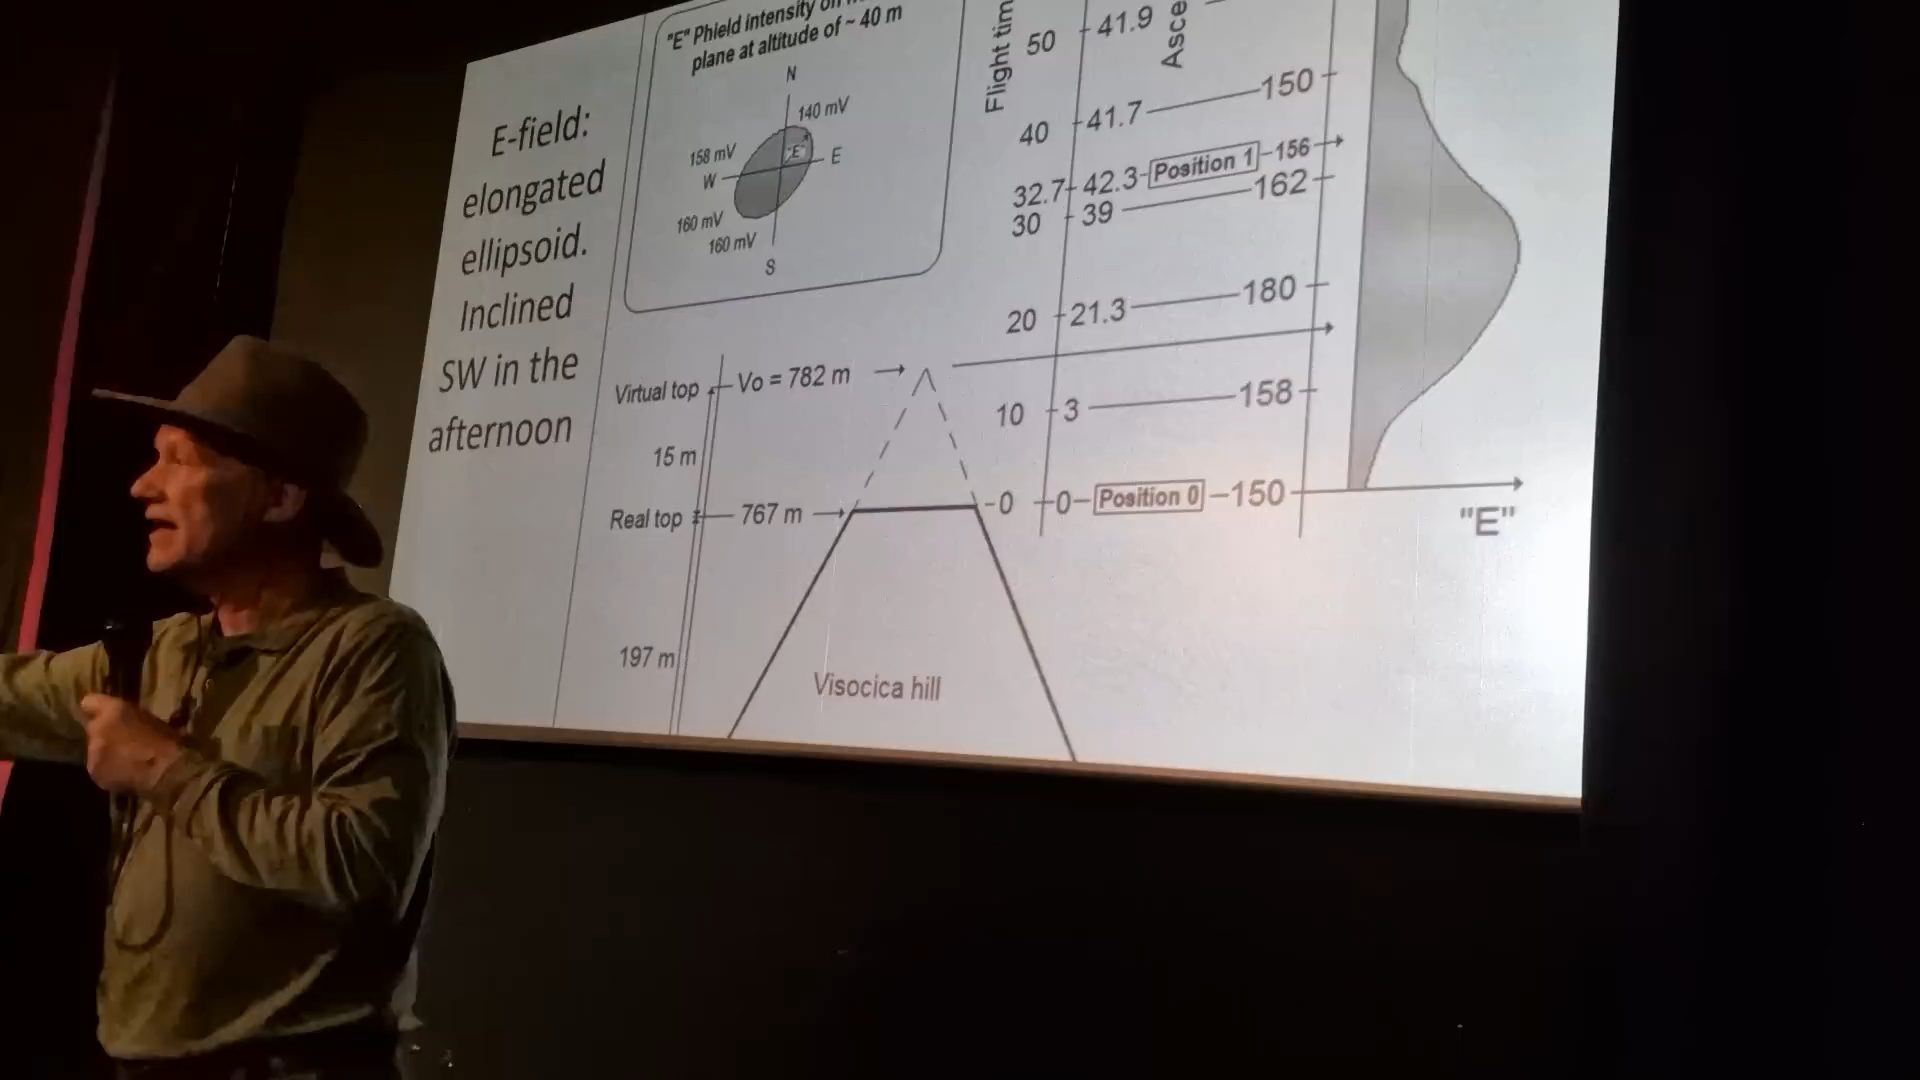 E-field:
elongated
ellipsoid.
Inclined
SW in the
afternoon
"E" Phield intensity
plane at altitude of ~ 40 m
N
140 mV
158 mV
"E"
E
W
160 mV
160 mV
S
Virtual top
Vo = 782 m
15 m
Real top
767 m
197 m
Visocica hill
Flight
50
41.9
150
40
41.7
32.7
42.3
Position 1
156
30
39
162
20
21.3
180
10
3
158
0
0
Position 0
150
"E"